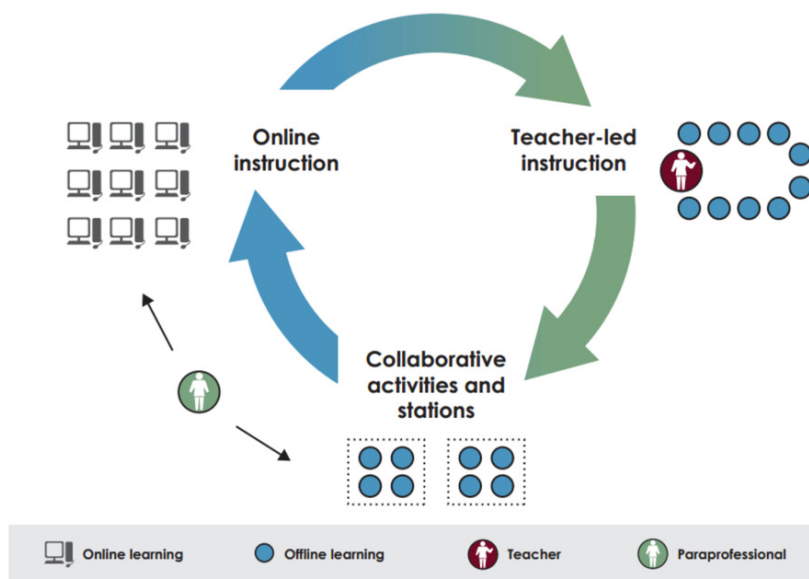 Online
instruction
Teacher-led
instruction
Collaborative
activities and
stations
Online learning
Offline learning
Teacher
Paraprofessional